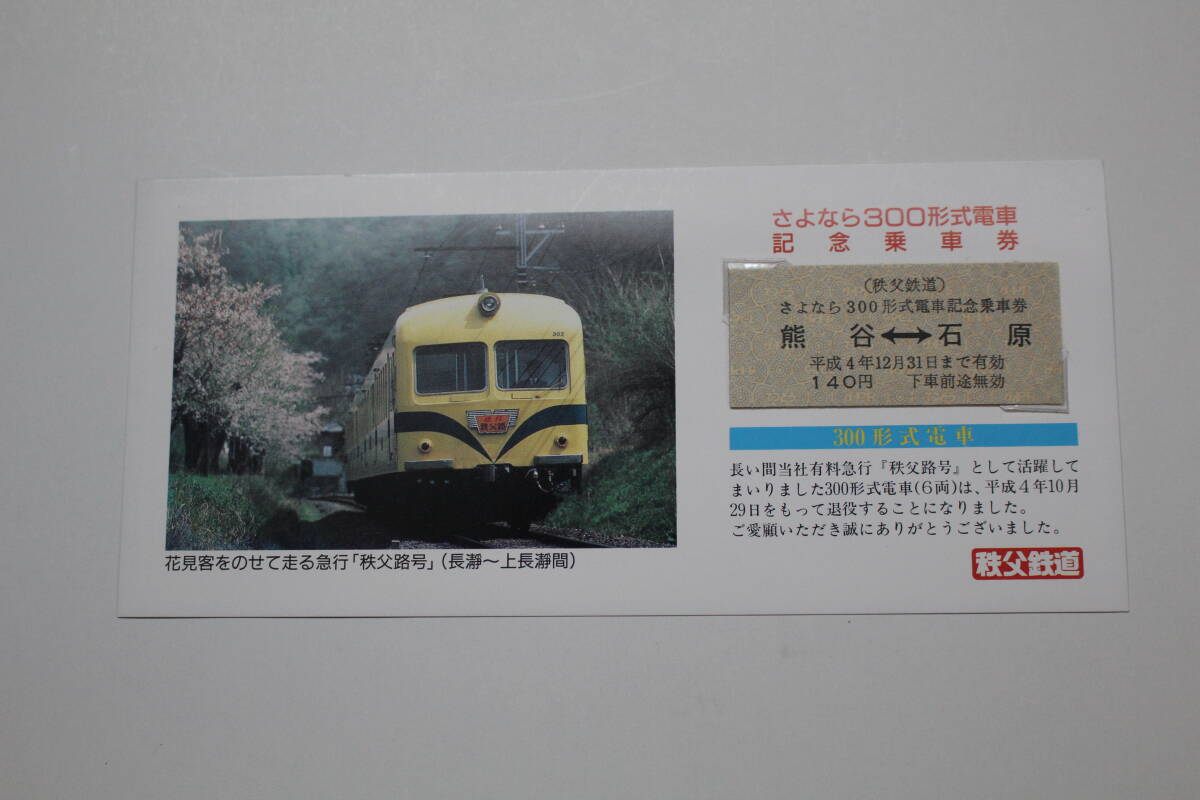 さよなら300形式電車
記念乗車券
(秩父鉄道)
さよなら300形式電車記念乗車券
熊谷↔石原
平成4年12月31日まで有効
140円 下車前途無効
300形式電車
長い間当社有料急行『秩父路号』として活躍して
まいりました300形式電車(6両)は、平成4年10月
29日をもって退役することになりました。
ご愛顧いただき誠にありがとうございました。
秩父鉄道
302
急行
秩父路
花見客をのせて走る急行「秩父路号」(長瀞〜上長瀞間)